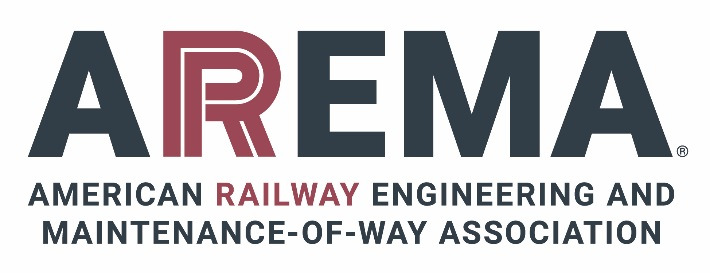 AREMA®
AMERICAN RAILWAY ENGINEERING AND
MAINTENANCE-OF-WAY ASSOCIATION